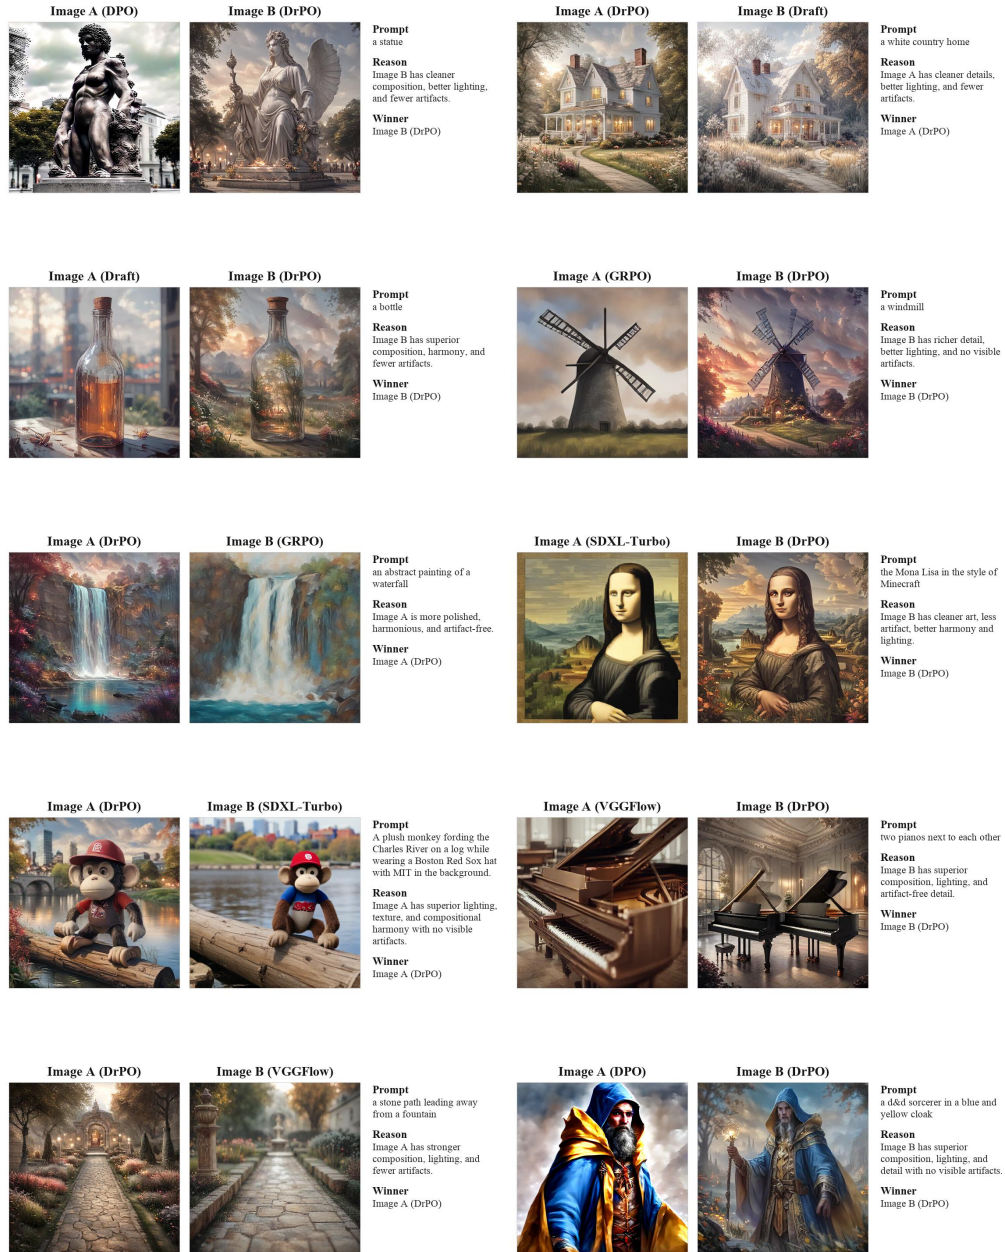 Image A (DPO)
Image B (DrPO)
Prompt
a statue
Reason
Image B has cleaner
composition, better lighting,
and fewer artifacts.
Winner
Image B (DrPO)
Image A (DrPO)
Image B (Draft)
Prompt
a white country home
Reason
Image A has cleaner details,
better lighting, and fewer
artifacts.
Winner
Image A (DrPO)
Image A (Draft)
Image B (DrPO)
Prompt
a bottle
Reason
Image B has superior
composition, harmony, and
fewer artifacts.
Winner
Image B (DrPO)
Image A (GRPO)
Image B (DrPO)
Prompt
a windmill
Reason
Image B has richer detail,
better lighting, and no visible
artifacts.
Winner
Image B (DrPO)
Image A (DrPO)
Image B (GRPO)
Prompt
an abstract painting of a
waterfall
Reason
Image A is more polished,
harmonious, and artifact-free.
Winner
Image A (DrPO)
Image A (SDXL-Turbo)
Image B (DrPO)
Prompt
the Mona Lisa in the style of
Minecraft
Reason
Image B has cleaner art, less
artifact, better harmony and
lighting.
Winner
Image B (DrPO)
Image A (DrPO)
Image B (SDXL-Turbo)
Prompt
A plush monkey fording the
Charles River on a log while
wearing a Boston Red Sox hat
with MIT in the background.
Reason
Image A has superior lighting,
texture, and compositional
harmony with no visible
artifacts.
Winner
Image A (DrPO)
Image A (VGGFlow)
Image B (DrPO)
Prompt
two pianos next to each other
Reason
Image B has superior
composition, lighting, and
artifact-free detail.
Winner
Image B (DrPO)
Image A (DrPO)
Image B (VGGFlow)
Prompt
a stone path leading away
from a fountain
Reason
Image A has stronger
composition, lighting, and
fewer artifacts.
Winner
Image A (DrPO)
Image A (DPO)
Image B (DrPO)
Prompt
a d&d sorcerer in a blue and
yellow cloak
Reason
Image B has superior
composition, lighting, and
detail with no visible artifacts.
Winner
Image B (DrPO)